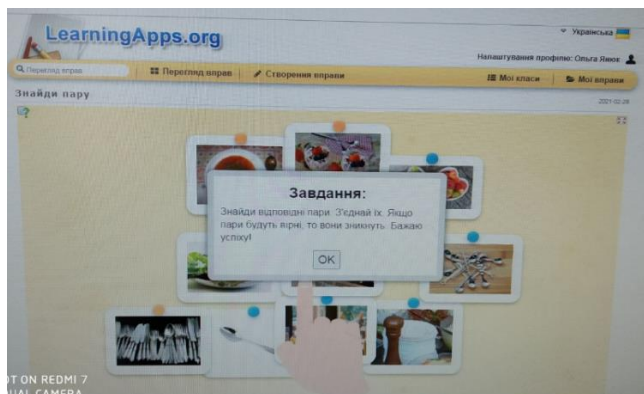 LearningApps.org
Українська
Налаштування профілю: Ольга Янюк
Перегляд вправ
Перегляд вправ
Створення вправи
Мої класи
Мої вправи
Знайди пару
2021-02-28
Завдання:
Знайди відповідні пари. З'єднай їх. Якщо
пари будуть вірні, то вони зникнуть. Бажаю
успіху!
OK
OT ON REDMI 7
UAL CAMERA